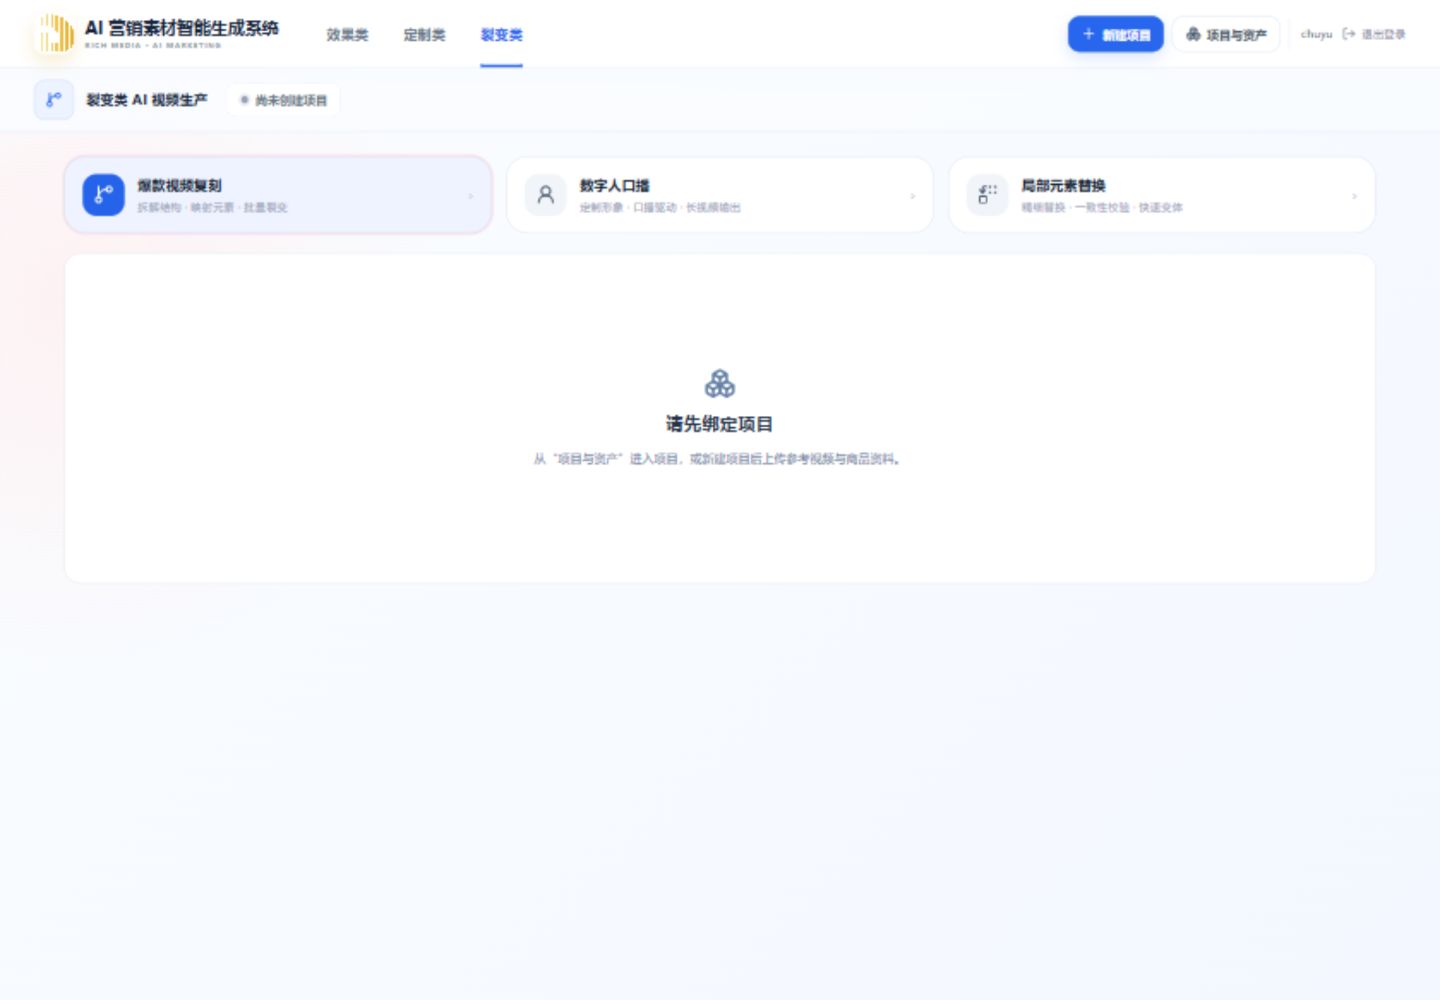 AI 营销素材智能生成系统
RICH MEDIA · AI MARKETING
效果类
定制类
裂变类
新建项目
项目与资产
chuyu
退出登录
裂变类 AI 视频生产
尚未创建项目
爆款视频复刻
拆解结构 · 映射元素 · 批量裂变
数字人口播
定制形象 · 口播驱动 · 长视频输出
局部元素替换
精细替换 · 一致性校验 · 快速变体
请先绑定项目
从“项目与资产”进入项目，或新建项目后上传参考视频与商品资料。